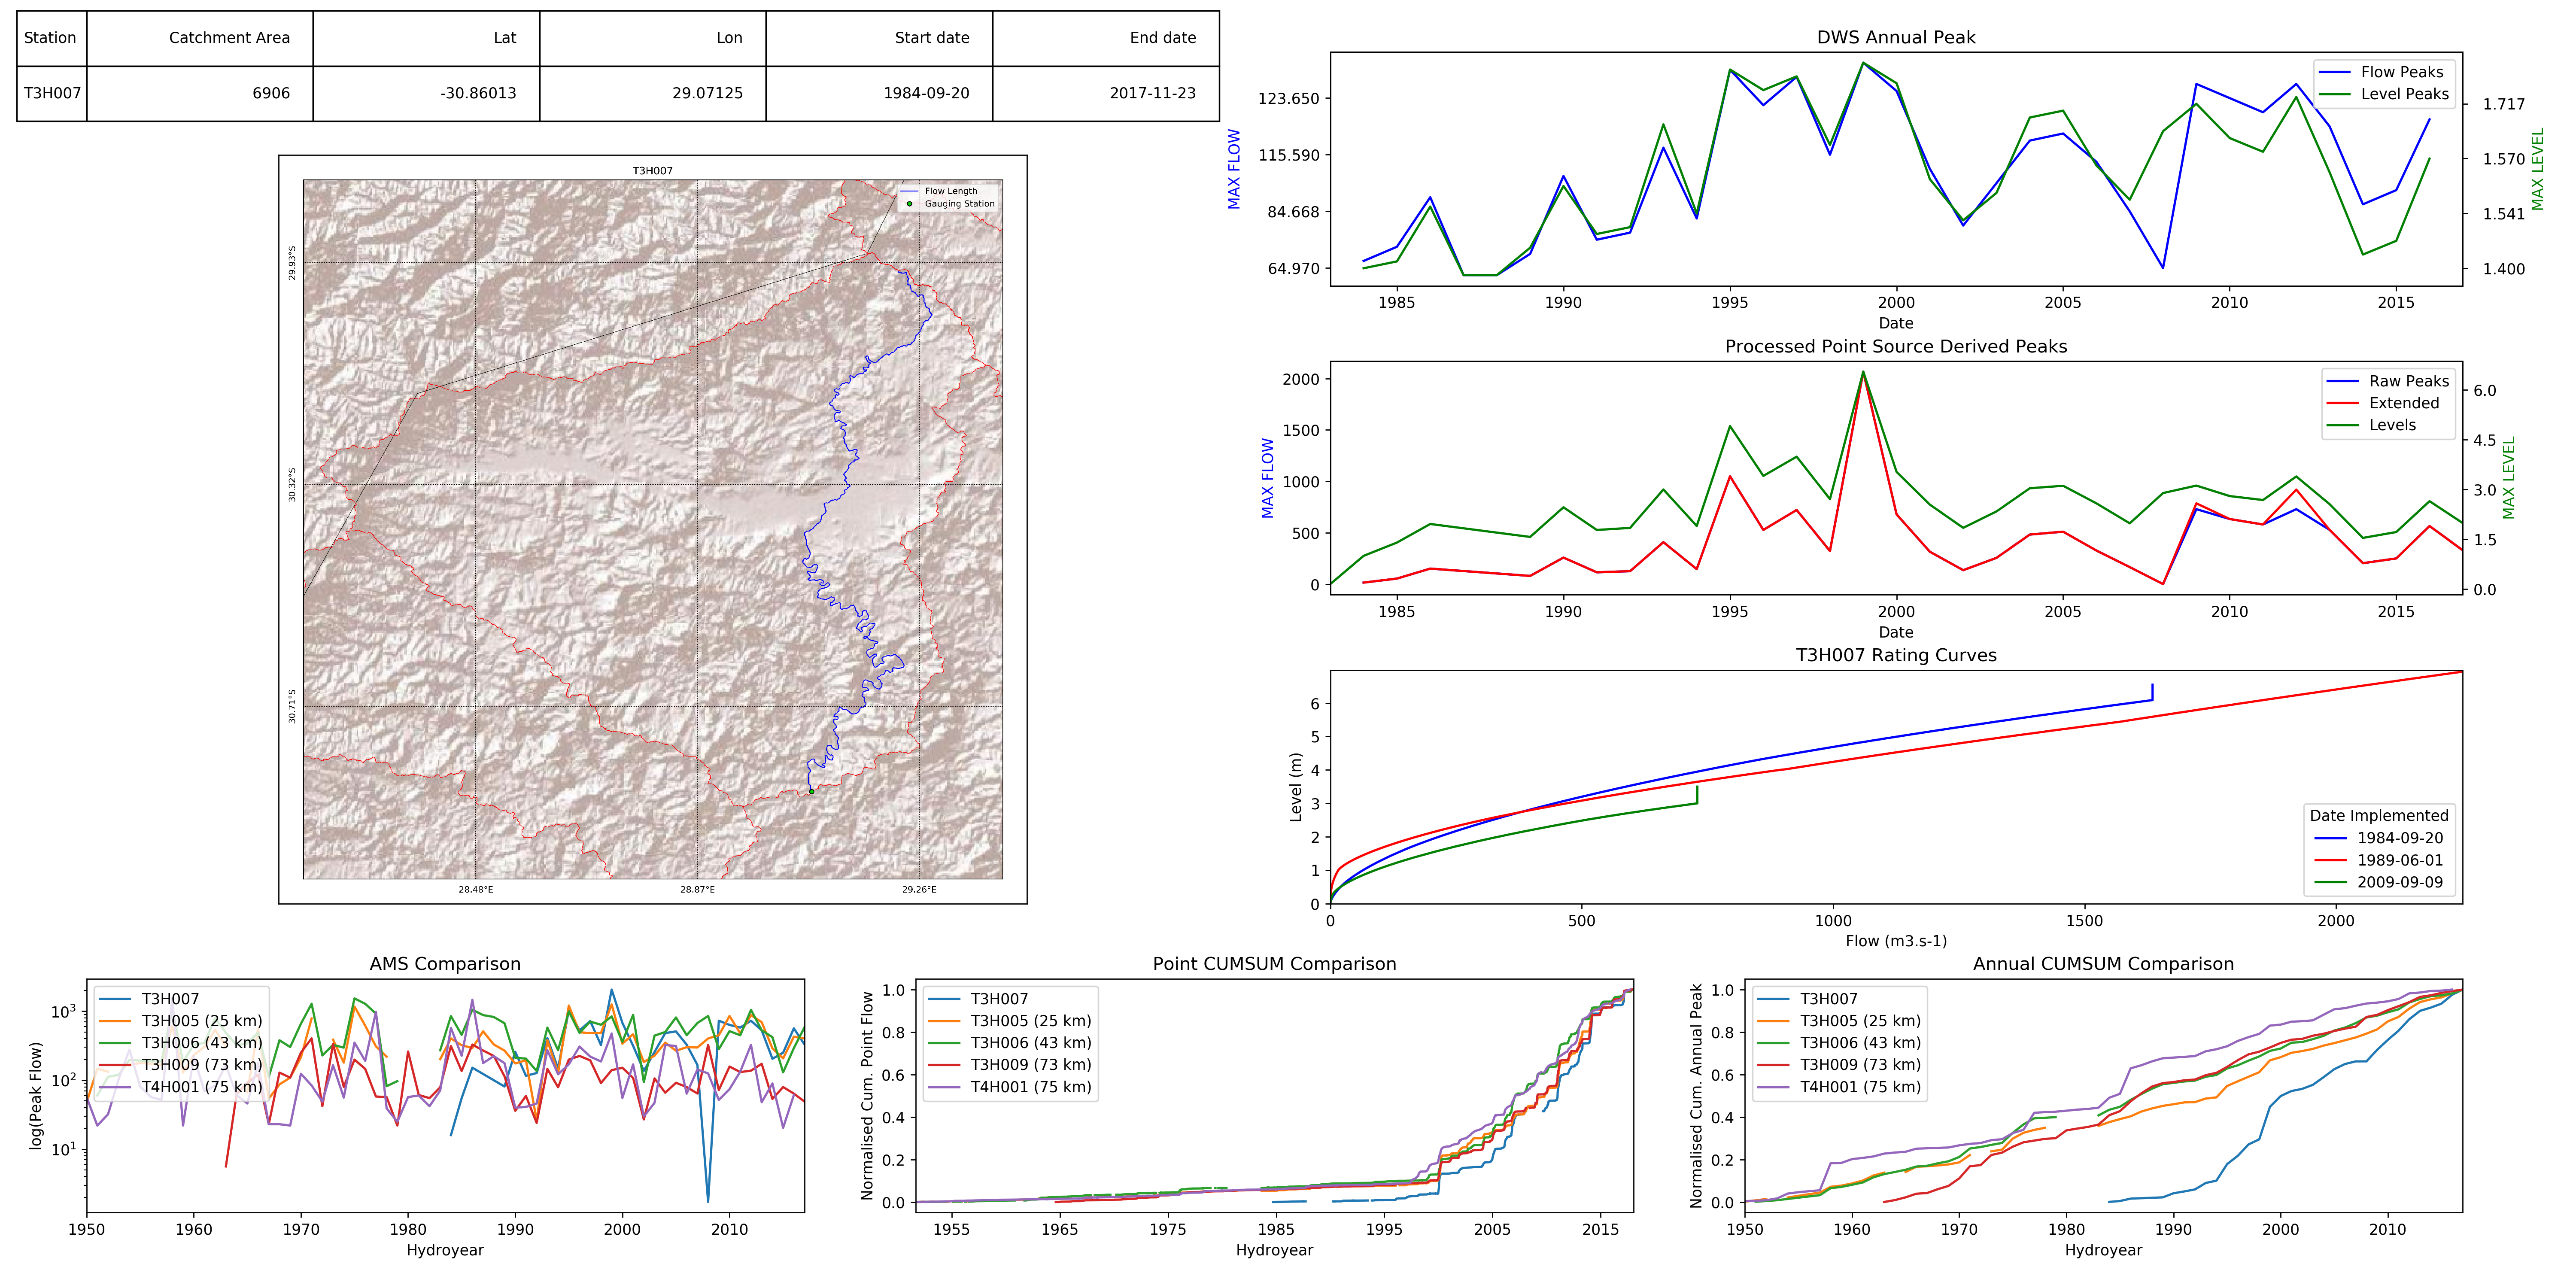 Station Catchment Area Lat Lon Start date End date
T3H007 6906 -30.86013 29.07125 1984-09-20 2017-11-23
T3H007
Flow Length
Gauging Station
29.93°S
30.32°S
30.71°S
28.48°E 28.87°E 29.26°E
DWS Annual Peak
Flow Peaks
Level Peaks
MAX FLOW
123.650
115.590
84.668
64.970
1.717
1.570
1.541
1.400
MAX LEVEL
1985 1990 1995 2000 2005 2010 2015
Date
Processed Point Source Derived Peaks
Raw Peaks
Extended
Levels
MAX FLOW
2000
1500
1000
500
0
6.0
4.5
3.0
1.5
0.0
MAX LEVEL
1985 1990 1995 2000 2005 2010 2015
Date
T3H007 Rating Curves
Level (m)
6
5
4
3
2
1
0
Date Implemented
1984-09-20
1989-06-01
2009-09-09
0 500 1000 1500 2000
Flow (m3.s-1)
AMS Comparison
T3H007
T3H005 (25 km)
T3H006 (43 km)
T3H009 (73 km)
T4H001 (75 km)
log(Peak Flow)
10³
10²
10¹
1950 1960 1970 1980 1990 2000 2010
Hydroyear
Point CUMSUM Comparison
T3H007
T3H005 (25 km)
T3H006 (43 km)
T3H009 (73 km)
T4H001 (75 km)
Normalised Cum. Point Flow
1.0
0.8
0.6
0.4
0.2
0.0
1955 1965 1975 1985 1995 2005 2015
Hydroyear
Annual CUMSUM Comparison
T3H007
T3H005 (25 km)
T3H006 (43 km)
T3H009 (73 km)
T4H001 (75 km)
Normalised Cum. Annual Peak
1.0
0.8
0.6
0.4
0.2
0.0
1950 1960 1970 1980 1990 2000 2010
Hydroyear